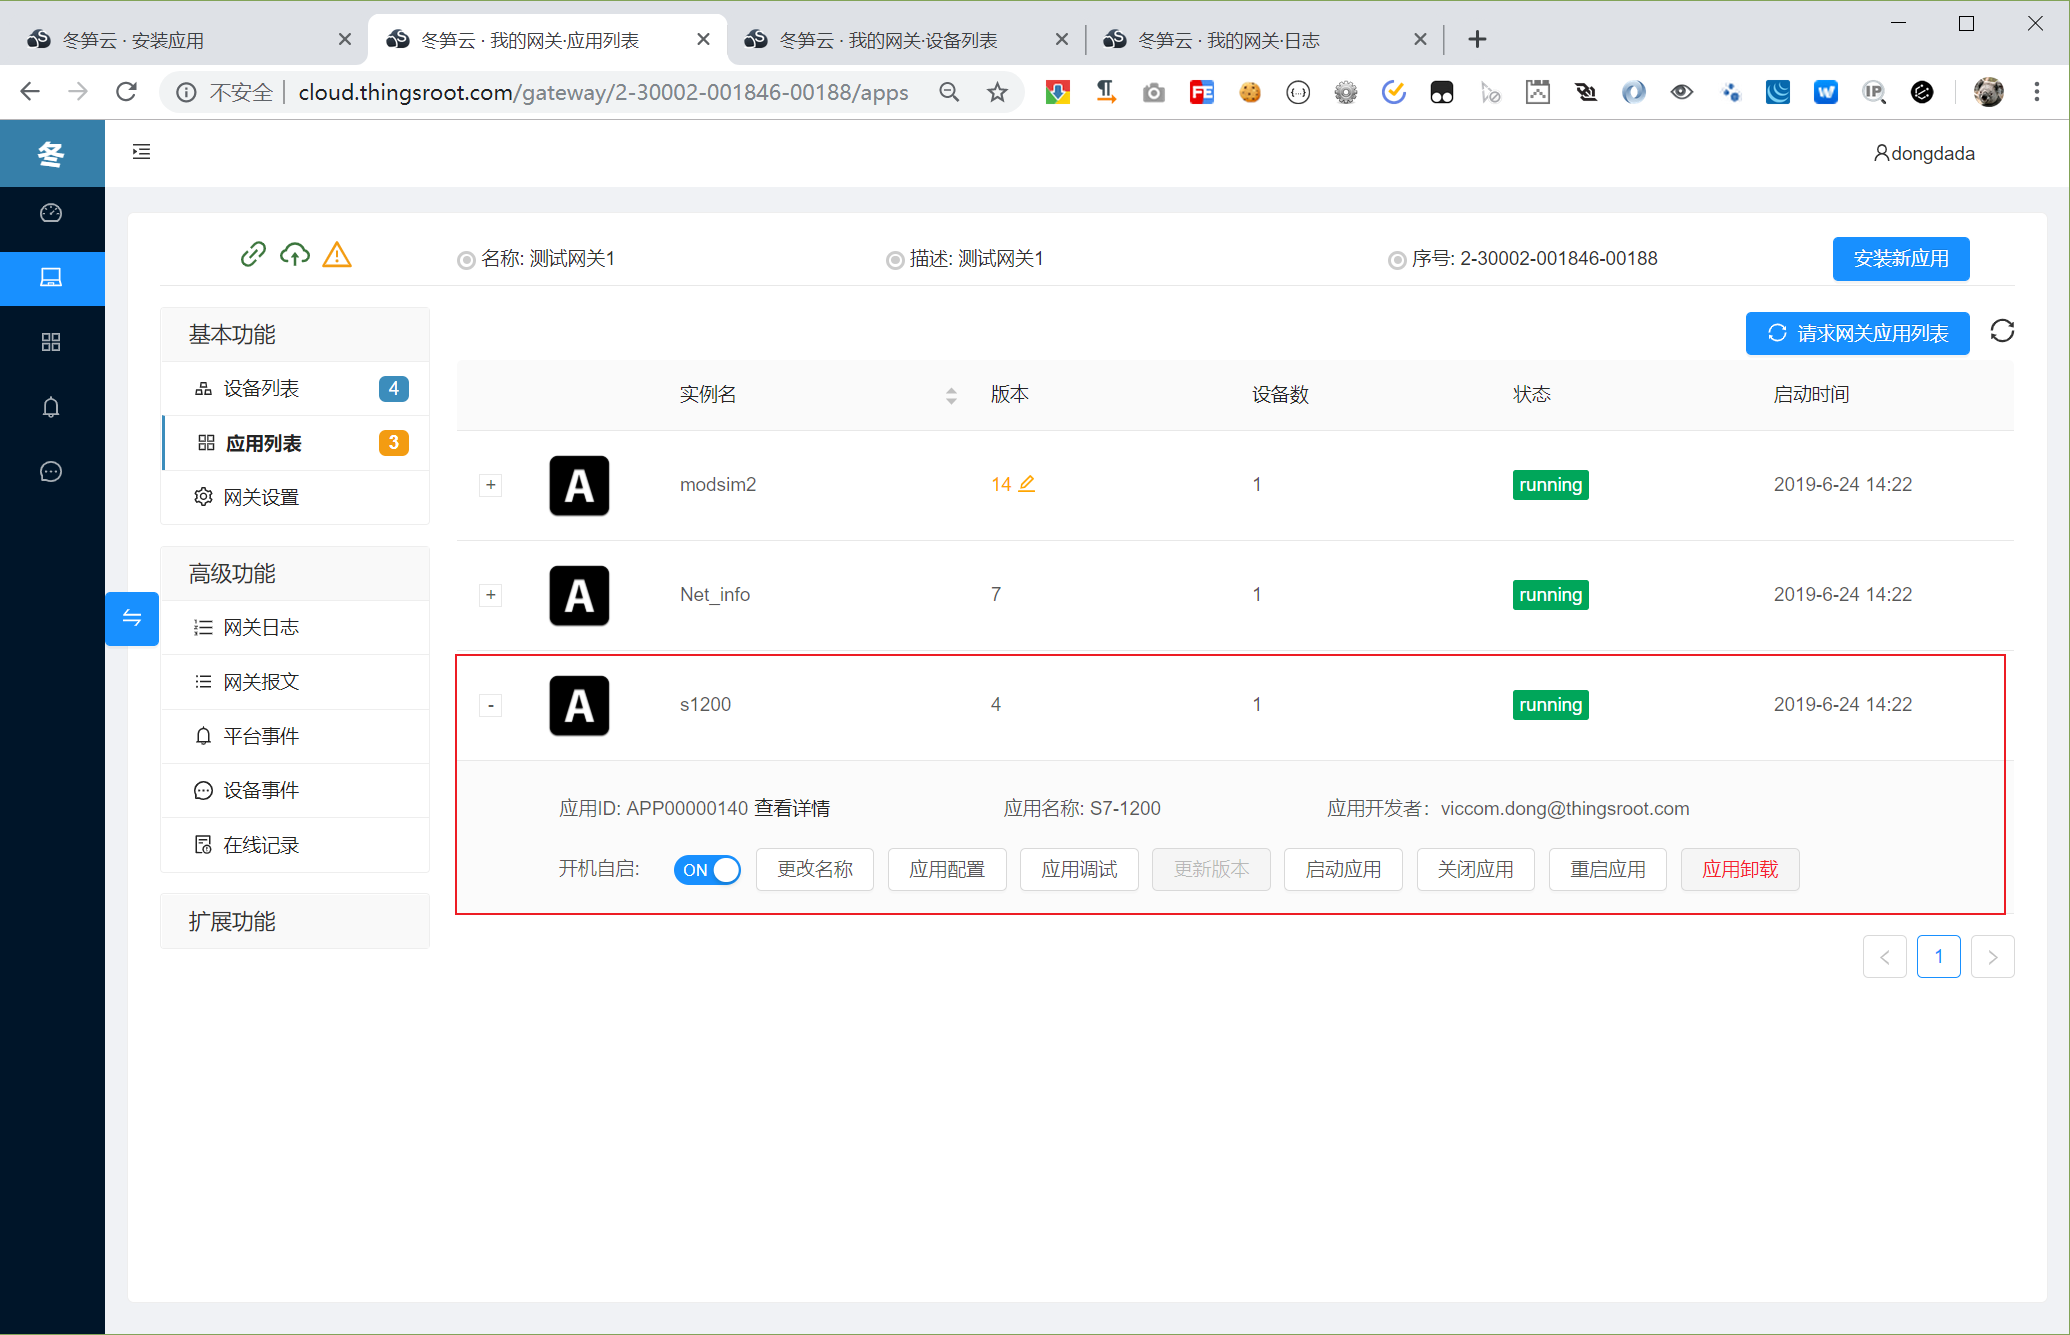 冬笋云 · 安装应用
冬笋云 · 我的网关·应用列表
冬笋云 · 我的网关·设备列表
冬笋云 · 我的网关·日志
不安全
cloud.thingsroot.com/gateway/2-30002-001846-00188/apps
冬
dongdada
名称: 测试网关1
描述: 测试网关1
序号: 2-30002-001846-00188
安装新应用
基本功能
设备列表 4
应用列表 3
网关设置
高级功能
网关日志
网关报文
平台事件
设备事件
在线记录
扩展功能
请求网关应用列表
实例名 版本 设备数 状态 启动时间
+ A modsim2 14 1 running 2019-6-24 14:22
+ A Net_info 7 1 running 2019-6-24 14:22
- A s1200 4 1 running 2019-6-24 14:22
应用ID: APP00000140 查看详情 应用名称: S7-1200 应用开发者: viccom.dong@thingsroot.com
开机自启: ON 更改名称 应用配置 应用调试 更新版本 启动应用 关闭应用 重启应用 应用卸载
< 1 >